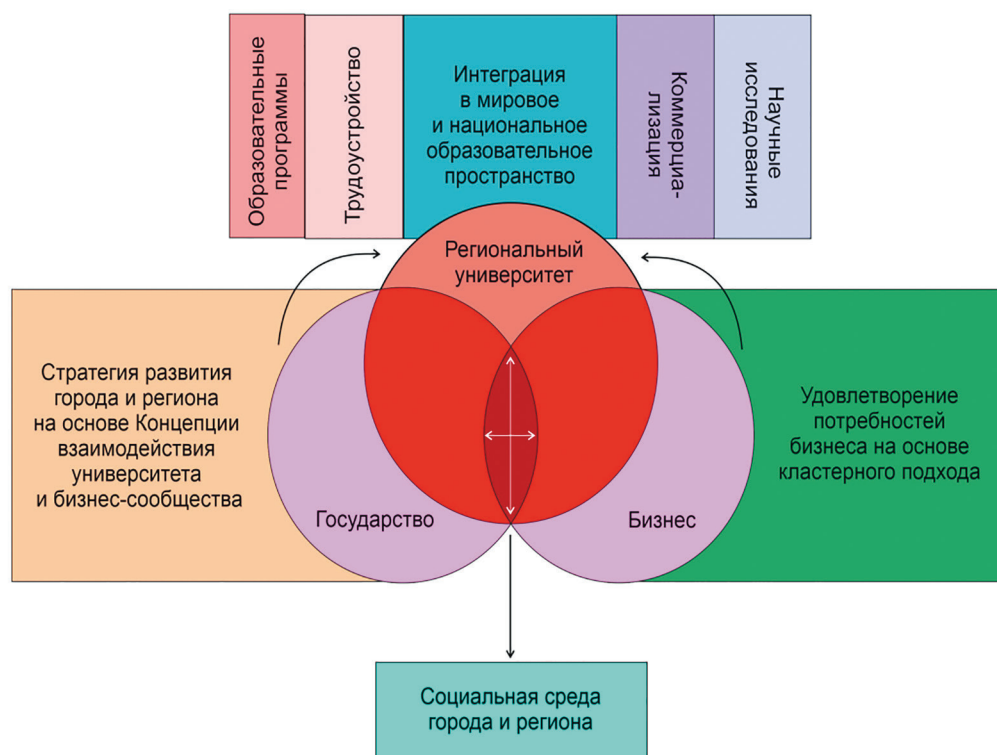 Образовательные
программы
Трудоустройство
Интеграция
в мировое
и национальное
образовательное
пространство
Коммерциа-
лизация
Научные
исследования
Региональный
университет
Стратегия развития
города и региона
на основе Концепции
взаимодействия
университета
и бизнес-сообщества
Государство
Бизнес
Удовлетворение
потребностей
бизнеса на основе
кластерного подхода
Социальная среда
города и региона